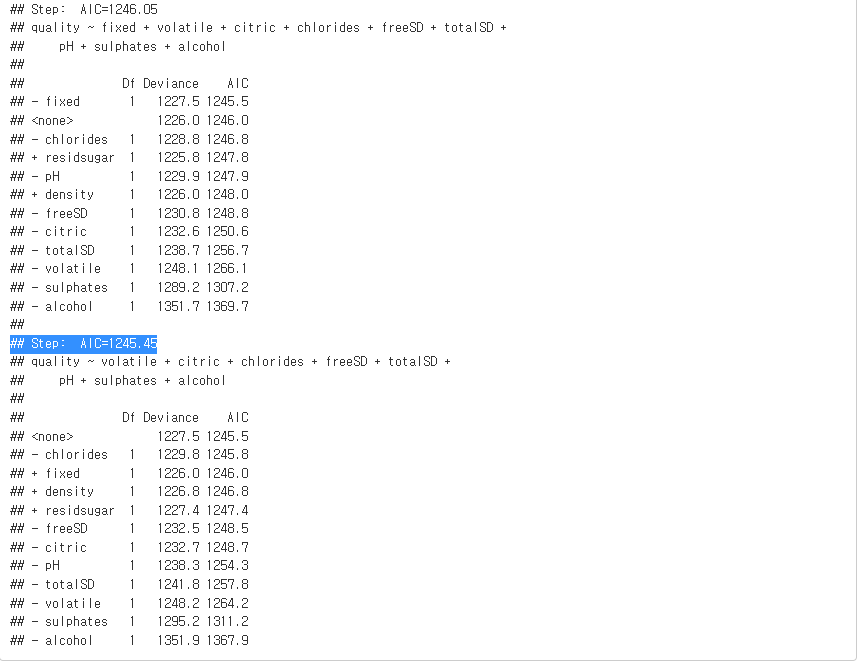 ## Step:  AIC=1246.05
## quality ~ fixed + volatile + citric + chlorides + freeSD + totalSD +
##     pH + sulphates + alcohol
##
##              Df Deviance    AIC
## - fixed       1   1227.5 1245.5
## <none>            1226.0 1246.0
## - chlorides   1   1228.8 1246.8
## + residsugar  1   1225.8 1247.8
## - pH          1   1229.9 1247.9
## + density     1   1226.0 1248.0
## - freeSD      1   1230.8 1248.8
## - citric      1   1232.6 1250.6
## - totalSD     1   1238.7 1256.7
## - volatile    1   1248.1 1266.1
## - sulphates   1   1289.2 1307.2
## - alcohol     1   1351.7 1369.7
##
## Step:  AIC=1245.45
## quality ~ volatile + citric + chlorides + freeSD + totalSD +
##     pH + sulphates + alcohol
##
##              Df Deviance    AIC
## <none>            1227.5 1245.5
## - chlorides   1   1229.8 1245.8
## + fixed       1   1226.0 1246.0
## + density     1   1226.8 1246.8
## + residsugar  1   1227.4 1247.4
## - freeSD      1   1232.5 1248.5
## - citric      1   1232.7 1248.7
## - pH          1   1238.3 1254.3
## - totalSD     1   1241.8 1257.8
## - volatile    1   1248.2 1264.2
## - sulphates   1   1295.2 1311.2
## - alcohol     1   1351.9 1367.9